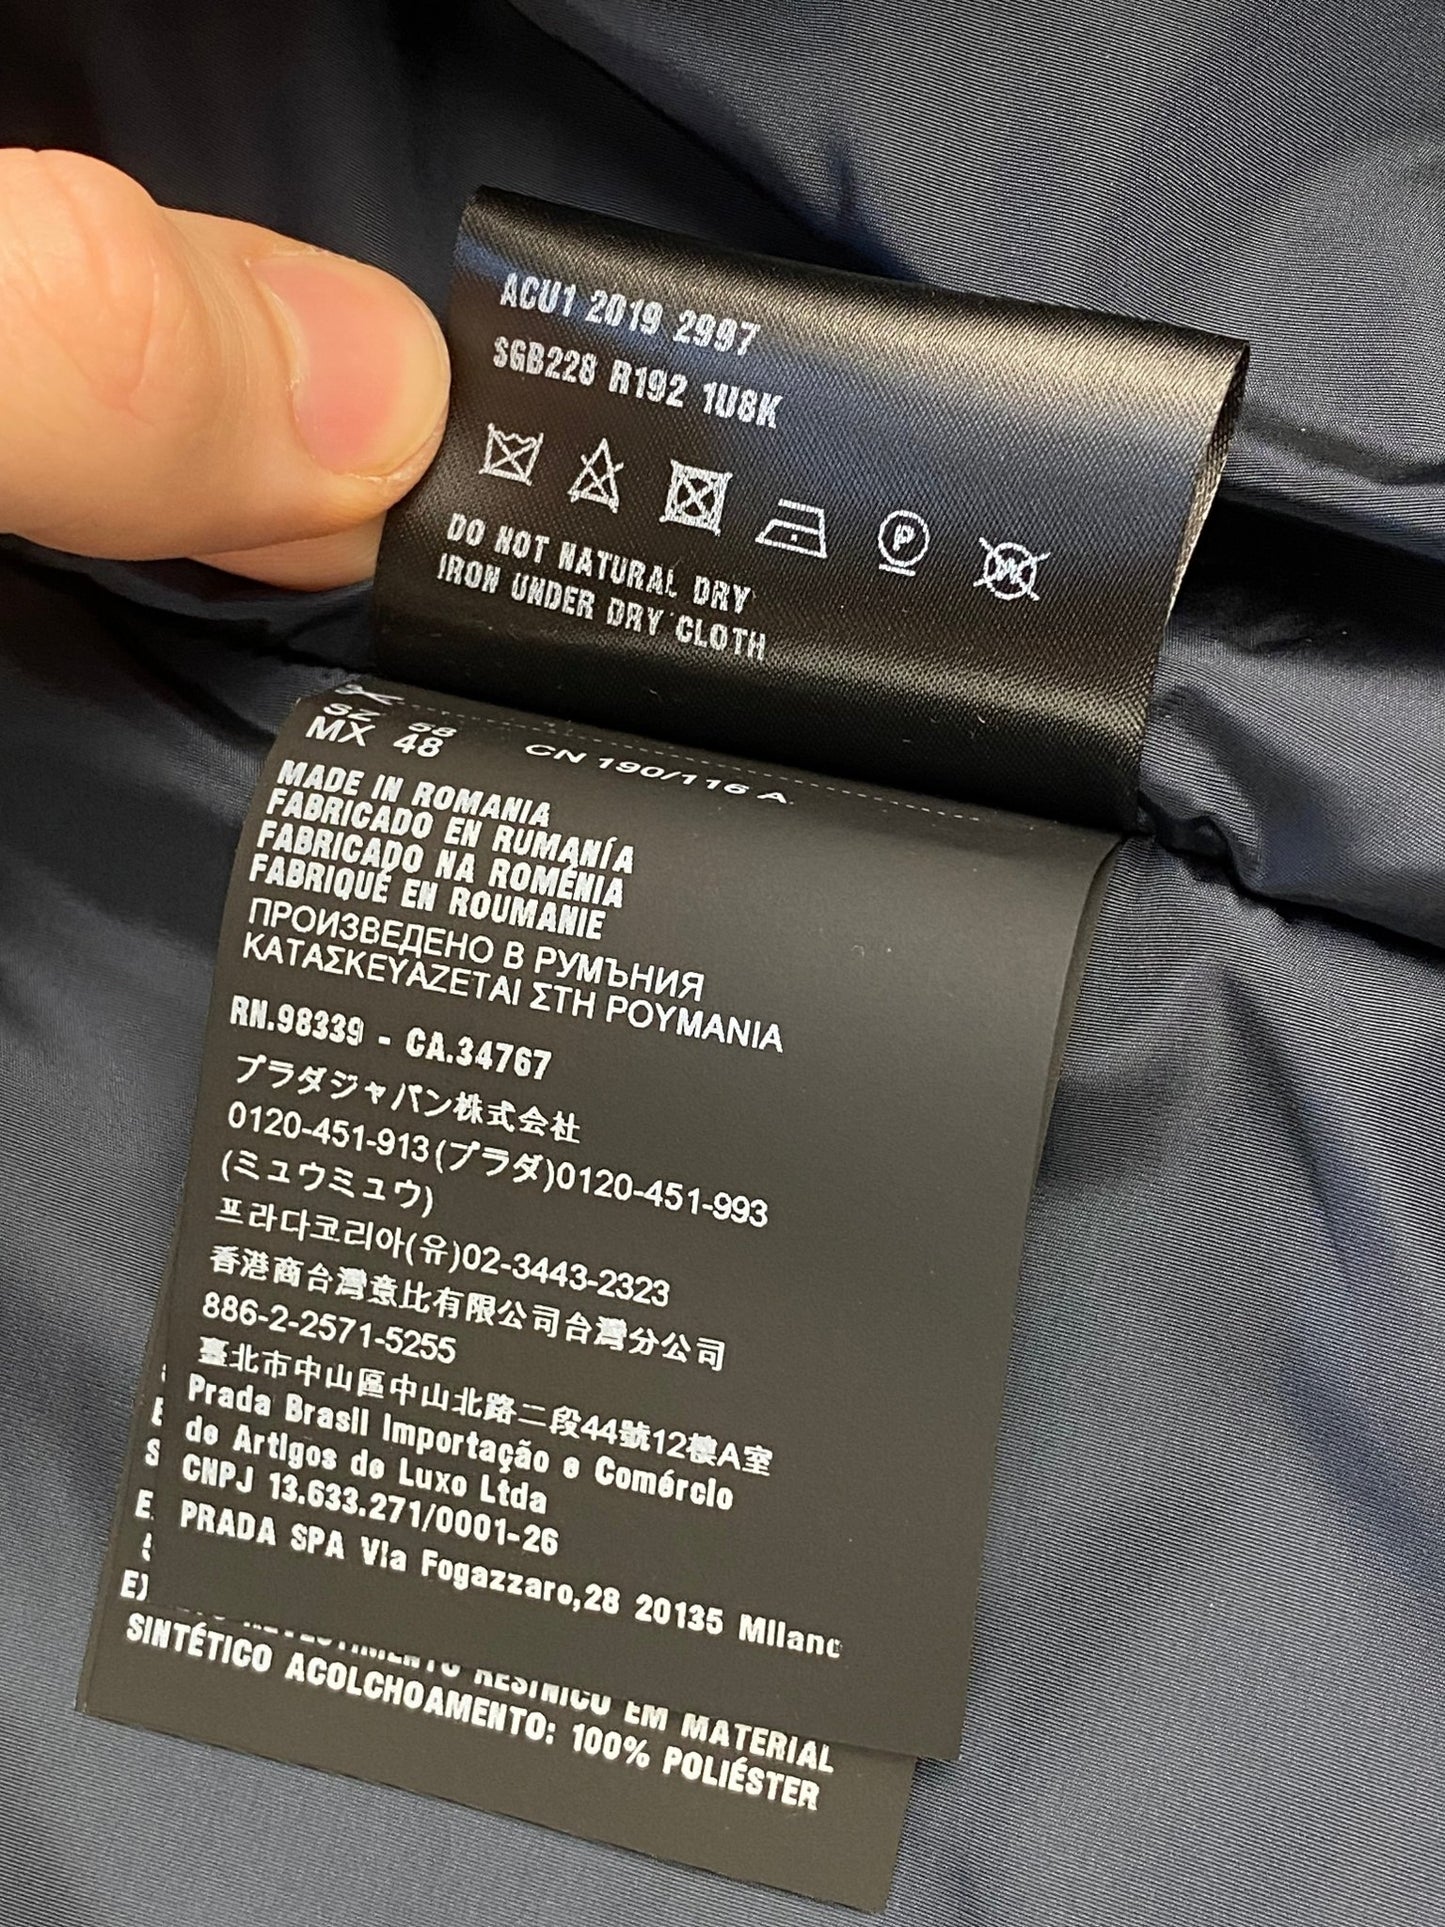 ACU1 2019 2997
SGB228 R192 1U8K
P
W
DO NOT NATURAL DRY
IRON UNDER DRY CLOTH
SZ 58 CN 190/116 A
MX 48
MADE IN ROMANIA
FABRICADO EN RUMANÍA
FABRICADO NA ROMÉNIA
FABRIQUÉ EN ROUMANIE
ПРОИЗВЕДЕНО В РУМЪНИЯ
ΚΑΤΑΣΚΕΥΑΖΕΤΑΙ ΣΤΗ ΡΟΥΜΑΝΙΑ
RN.98339 - CA.34767
プラダジャパン株式会社
0120-451-913(プラダ)0120-451-993
(ミュウミュウ)
프라다코리아(유)02-3443-2323
香港商台灣意比有限公司台灣分公司
886-2-2571-5255
臺北市中山區中山北路二段44號12樓A室
Prada Brasil Importação e Comércio
de Artigos de Luxo Ltda
CNPJ 13.633.271/0001-26
PRADA SPA Via Fogazzaro,28 20135 Milano
REVESTIMENTO RESINICO EM MATERIAL
SINTÉTICO ACOLCHOAMENTO: 100% POLIÉSTER